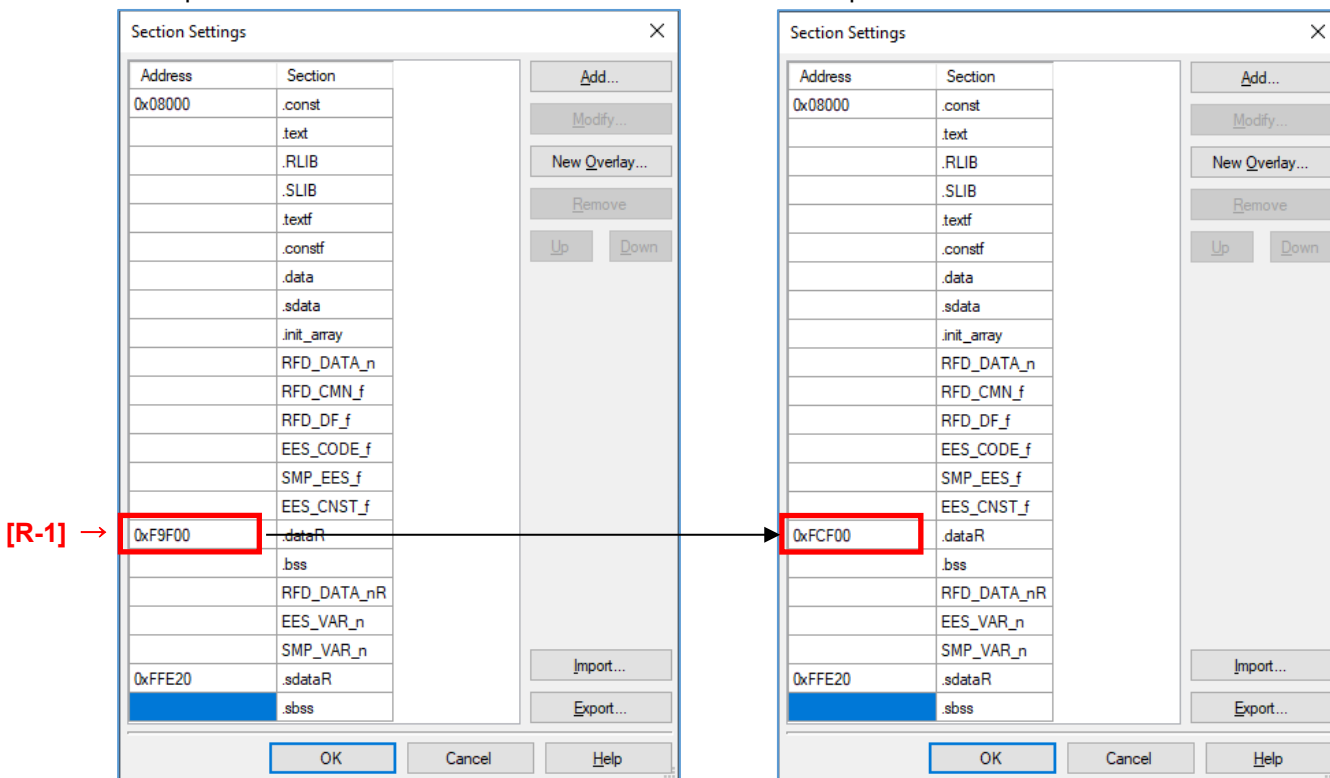 Section Settings
Address Section
0x08000 .const
.text
.RLIB
.SLIB
.textf
.constf
.data
.sdata
.init_array
RFD_DATA_n
RFD_CMN_f
RFD_DF_f
EES_CODE_f
SMP_EES_f
EES_CNST_f
[R-1] → 0xF9F00 .dataR
.bss
RFD_DATA_nR
EES_VAR_n
SMP_VAR_n
0xFFE20 .sdataR
.sbss
Add...
Modify...
New Overlay...
Remove
Up Down
Import...
Export...
OK Cancel Help
Section Settings
Address Section
0x08000 .const
.text
.RLIB
.SLIB
.textf
.constf
.data
.sdata
.init_array
RFD_DATA_n
RFD_CMN_f
RFD_DF_f
EES_CODE_f
SMP_EES_f
EES_CNST_f
0xFCF00 .dataR
.bss
RFD_DATA_nR
EES_VAR_n
SMP_VAR_n
0xFFE20 .sdataR
.sbss
Add...
Modify...
New Overlay...
Remove
Up Down
Import...
Export...
OK Cancel Help